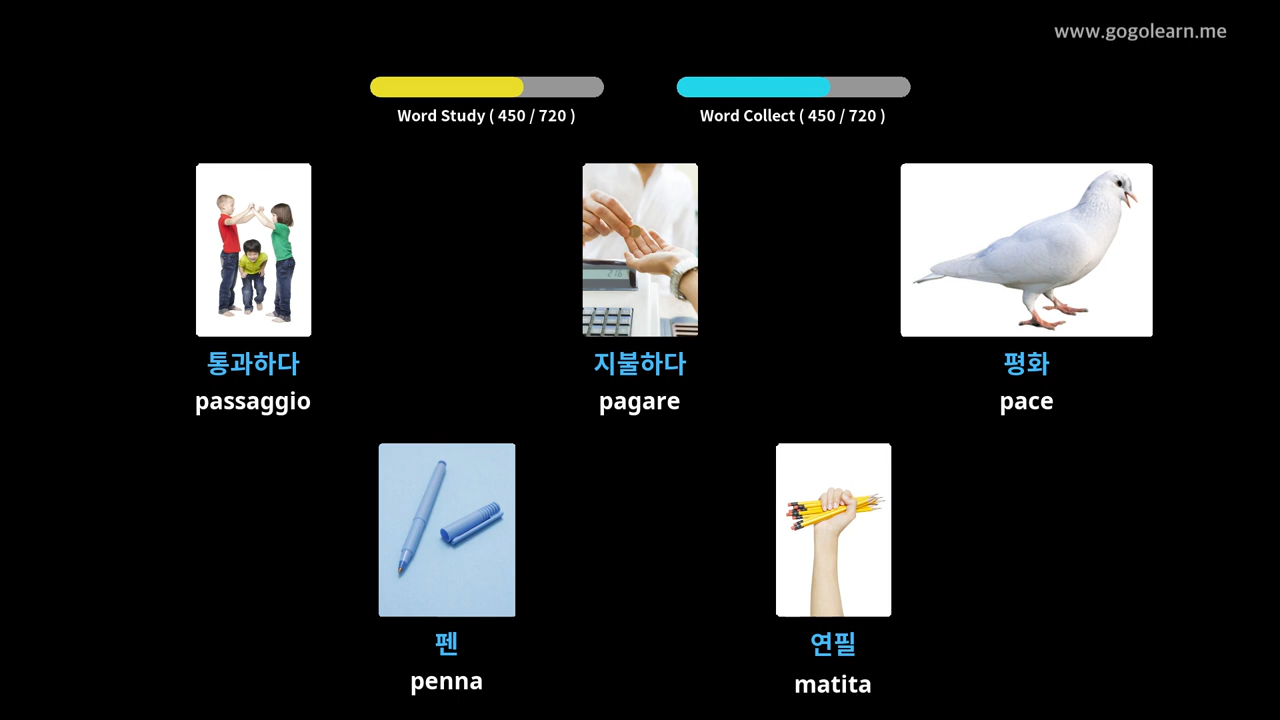 www.gogolearn.me
Word Study ( 450 / 720 )
Word Collect ( 450 / 720 )
통과하다
passaggio
지불하다
pagare
평화
pace
펜
penna
연필
matita